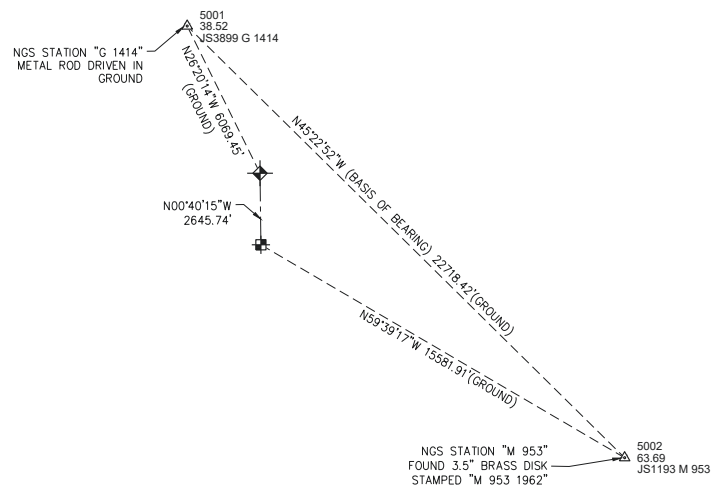 5001
38.52
JS3899 G 1414
NGS STATION "G 1414"
METAL ROD DRIVEN IN
GROUND
N26°20'14"W 6069.45'
(GROUND)
N45°22'52"W (BASIS OF BEARING) 22718.42'(GROUND)
N00°40'15"W
2645.74'
N59°39'17"W 15581.91'(GROUND)
NGS STATION "M 953"
FOUND 3.5" BRASS DISK
STAMPED "M 953 1962"
5002
63.69
JS1193 M 953